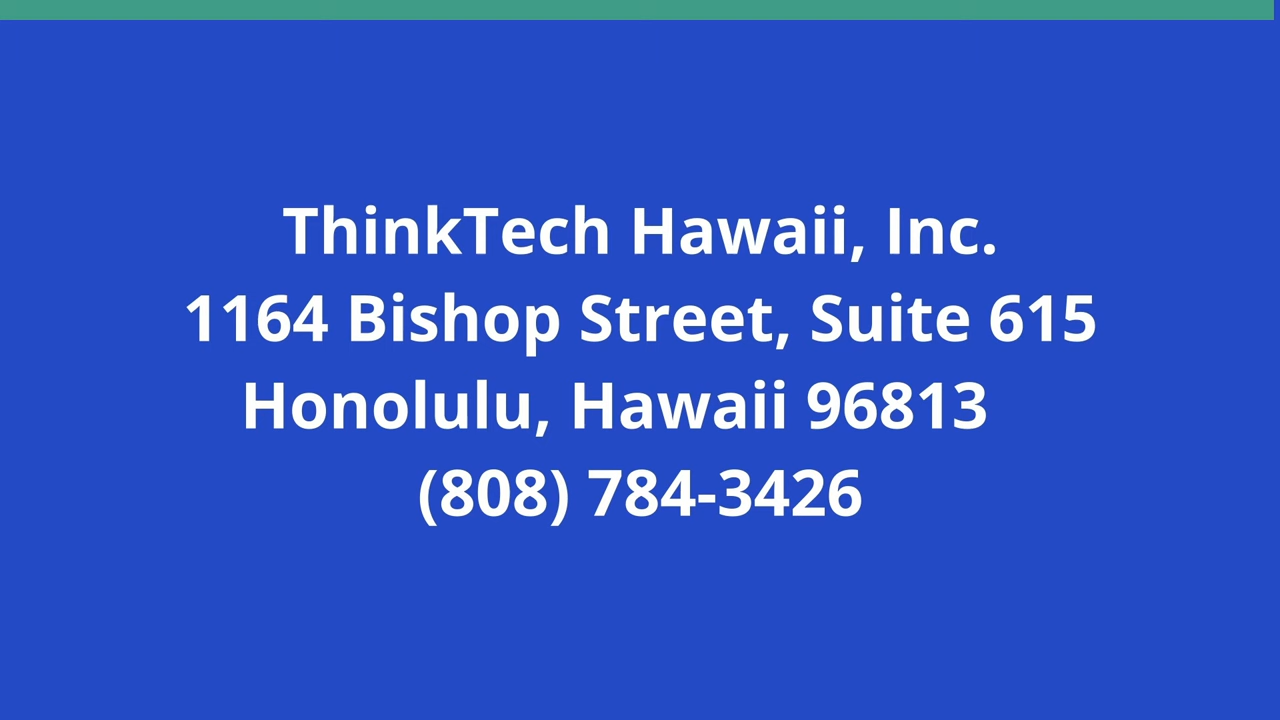 ThinkTech Hawaii, Inc.
1164 Bishop Street, Suite 615
Honolulu, Hawaii 96813
(808) 784-3426